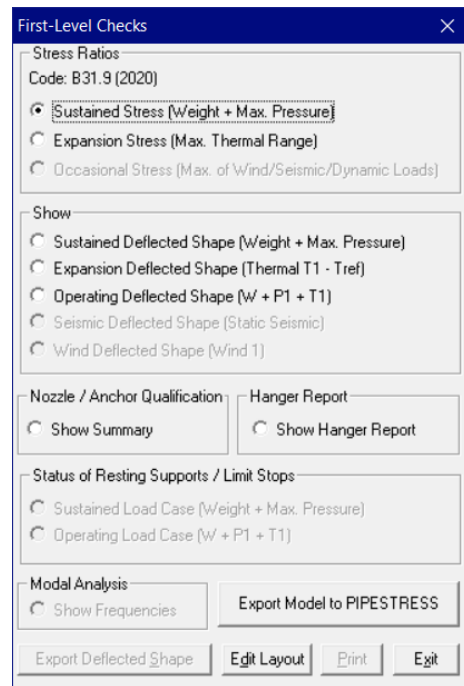 First-Level Checks
Stress Ratios
Code: B31.9 (2020)
Sustained Stress (Weight + Max. Pressure)
Expansion Stress (Max. Thermal Range)
Occasional Stress (Max. of Wind/Seismic/Dynamic Loads)
Show
Sustained Deflected Shape (Weight + Max. Pressure)
Expansion Deflected Shape (Thermal T1 - Tref)
Operating Deflected Shape (W + P1 + T1)
Seismic Deflected Shape (Static Seismic)
Wind Deflected Shape (Wind 1)
Nozzle / Anchor Qualification
Show Summary
Hanger Report
Show Hanger Report
Status of Resting Supports / Limit Stops
Sustained Load Case (Weight + Max. Pressure)
Operating Load Case (W + P1 + T1)
Modal Analysis
Show Frequencies
Export Model to PIPESTRESS
Export Deflected Shape
Edit Layout
Print
Exit